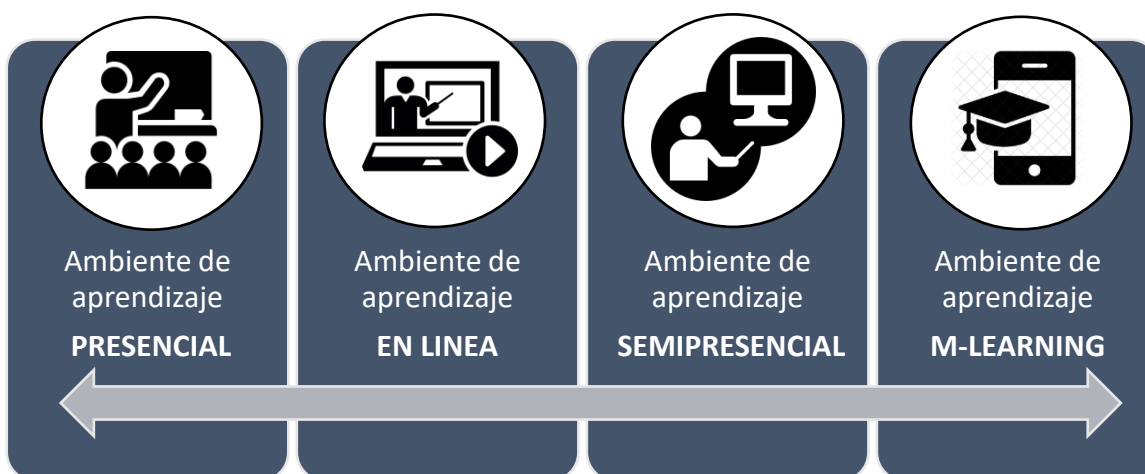 Ambiente de
aprendizaje
PRESENCIAL
Ambiente de
aprendizaje
EN LINEA
Ambiente de
aprendizaje
SEMIPRESENCIAL
Ambiente de
aprendizaje
M-LEARNING